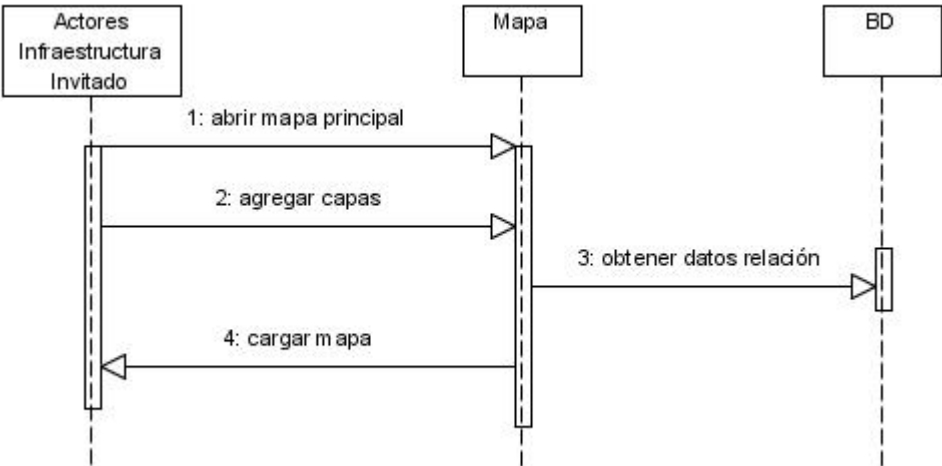 Actores
Infraestructura
Invitado
Mapa
BD
1: abrir mapa principal
2: agregar capas
3: obtener datos relación
4: cargar mapa